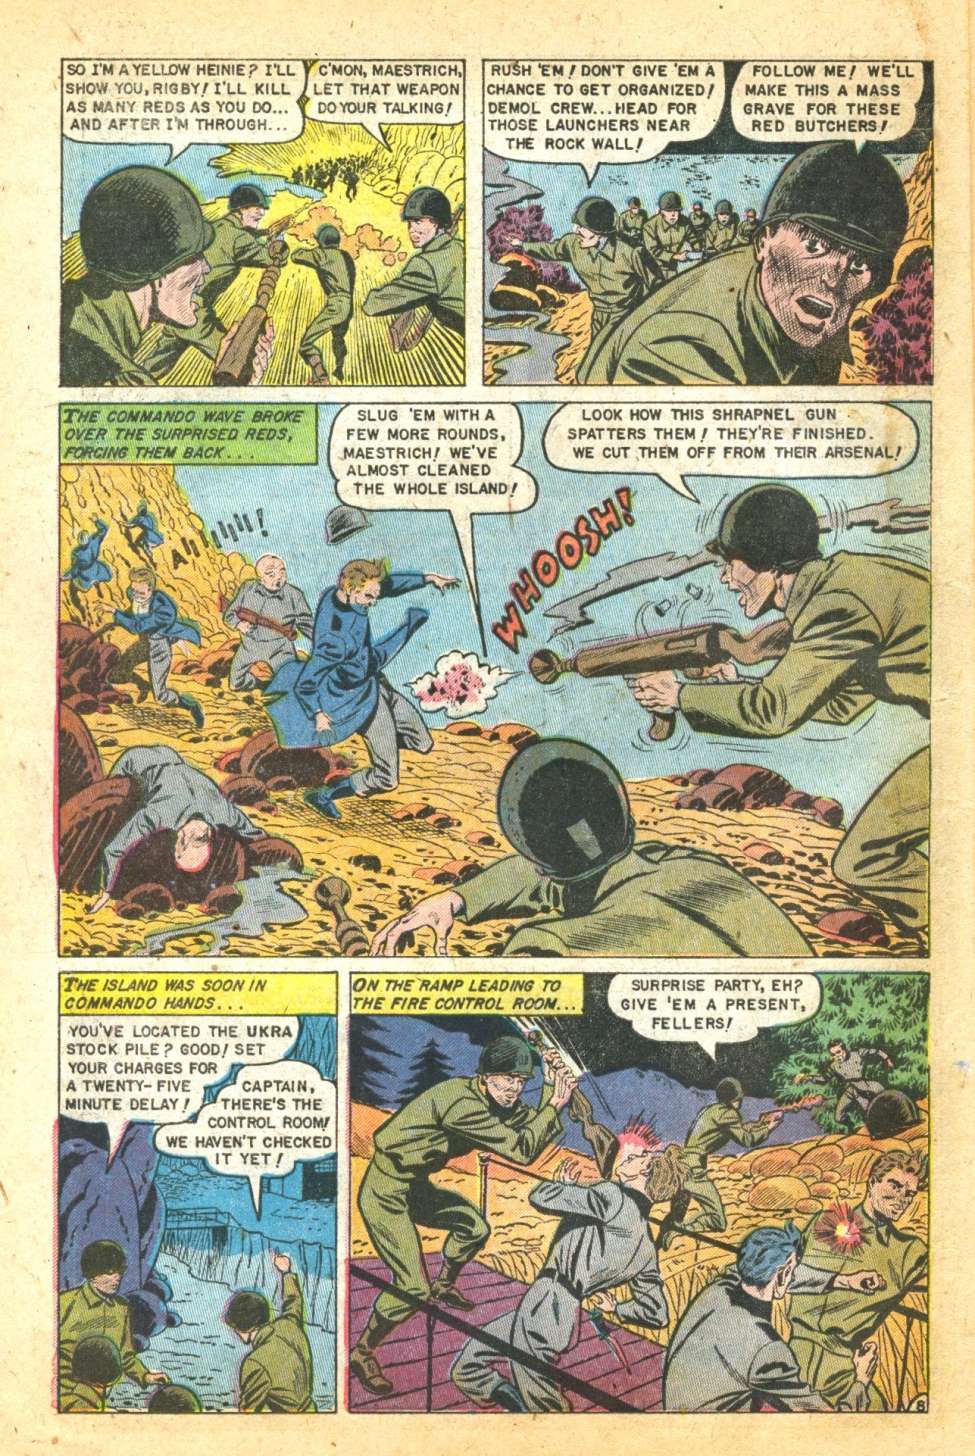 SO I'M A YELLOW HEINIE? I'LL
SHOW YOU, RIGBY! I'LL KILL
AS MANY REDS AS YOU DO...
AND AFTER I'M THROUGH...
C'MON, MAESTRICH,
LET THAT WEAPON
DO YOUR TALKING!
RUSH 'EM! DON'T GIVE 'EM A
CHANCE TO GET ORGANIZED!
DEMOL CREW...HEAD FOR
THOSE LAUNCHERS NEAR
THE ROCK WALL!
FOLLOW ME! WE'LL
MAKE THIS A MASS
GRAVE FOR THESE
RED BUTCHERS!
THE COMMANDO WAVE BROKE
OVER THE SURPRISED REDS,
FORCING THEM BACK...
SLUG 'EM WITH A
FEW MORE ROUNDS,
MAESTRICH! WE'VE
ALMOST CLEANED
THE WHOLE ISLAND!
LOOK HOW THIS SHRAPNEL GUN
SPATTERS THEM! THEY'RE FINISHED.
WE CUT THEM OFF FROM THEIR ARSENAL!
WHOOSH!
THE ISLAND WAS SOON IN
COMMANDO HANDS...
YOU'VE LOCATED THE UKRA
STOCK PILE? GOOD! SET
YOUR CHARGES FOR
A TWENTY-FIVE
MINUTE DELAY!
CAPTAIN,
THERE'S THE
CONTROL ROOM!
WE HAVEN'T CHECKED
IT YET!
ON THE RAMP LEADING TO
THE FIRE CONTROL ROOM...
SURPRISE PARTY, EH?
GIVE 'EM A PRESENT,
FELLERS!
8